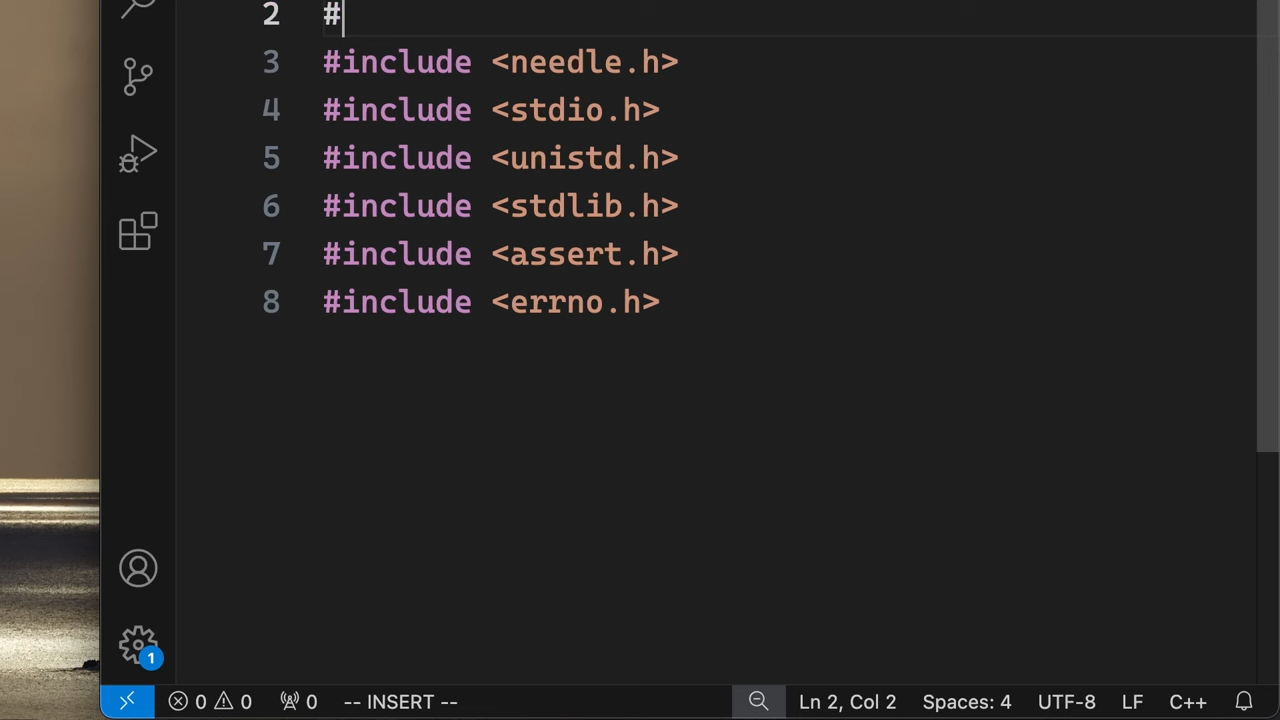 2 #
3 #include <needle.h>
4 #include <stdio.h>
5 #include <unistd.h>
6 #include <stdlib.h>
7 #include <assert.h>
8 #include <errno.h>
1
0 0 0 -- INSERT -- Ln 2, Col 2 Spaces: 4 UTF-8 LF C++